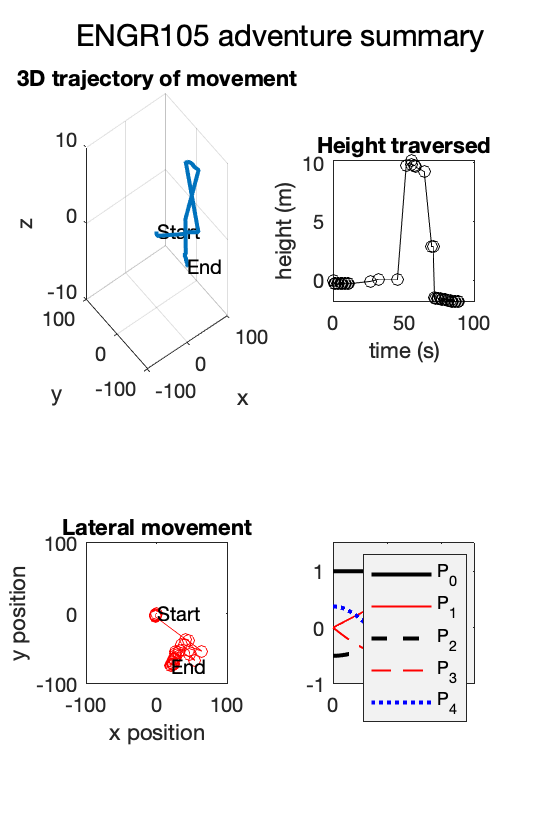 ENGR105 adventure summary
3D trajectory of movement
10
0
-10
z
Start
End
100
0
-100
y
-100
0
100
x
Height traversed
10
5
0
height (m)
0
50
100
time (s)
Lateral movement
100
0
-100
y position
Start
End
-100
0
100
x position
1
0
-1
0
P0
P1
P2
P3
P4